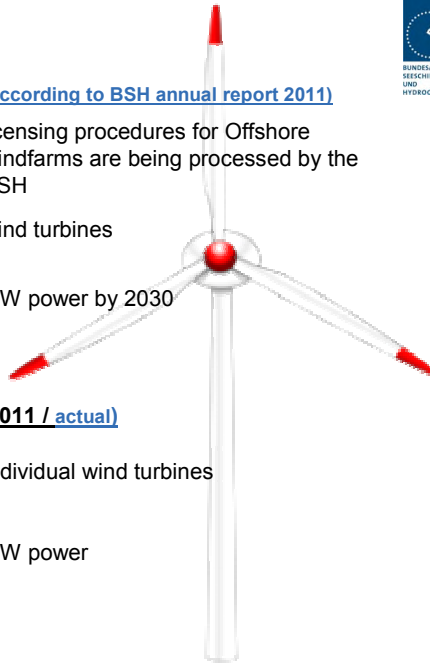 BUNDESA
SEESCHI
UND
HYDROG
ccording to BSH annual report 2011)
censing procedures for Offshore
indfarms are being processed by the
SH
ind turbines
W power by 2030
011 / actual)
dividual wind turbines
W power